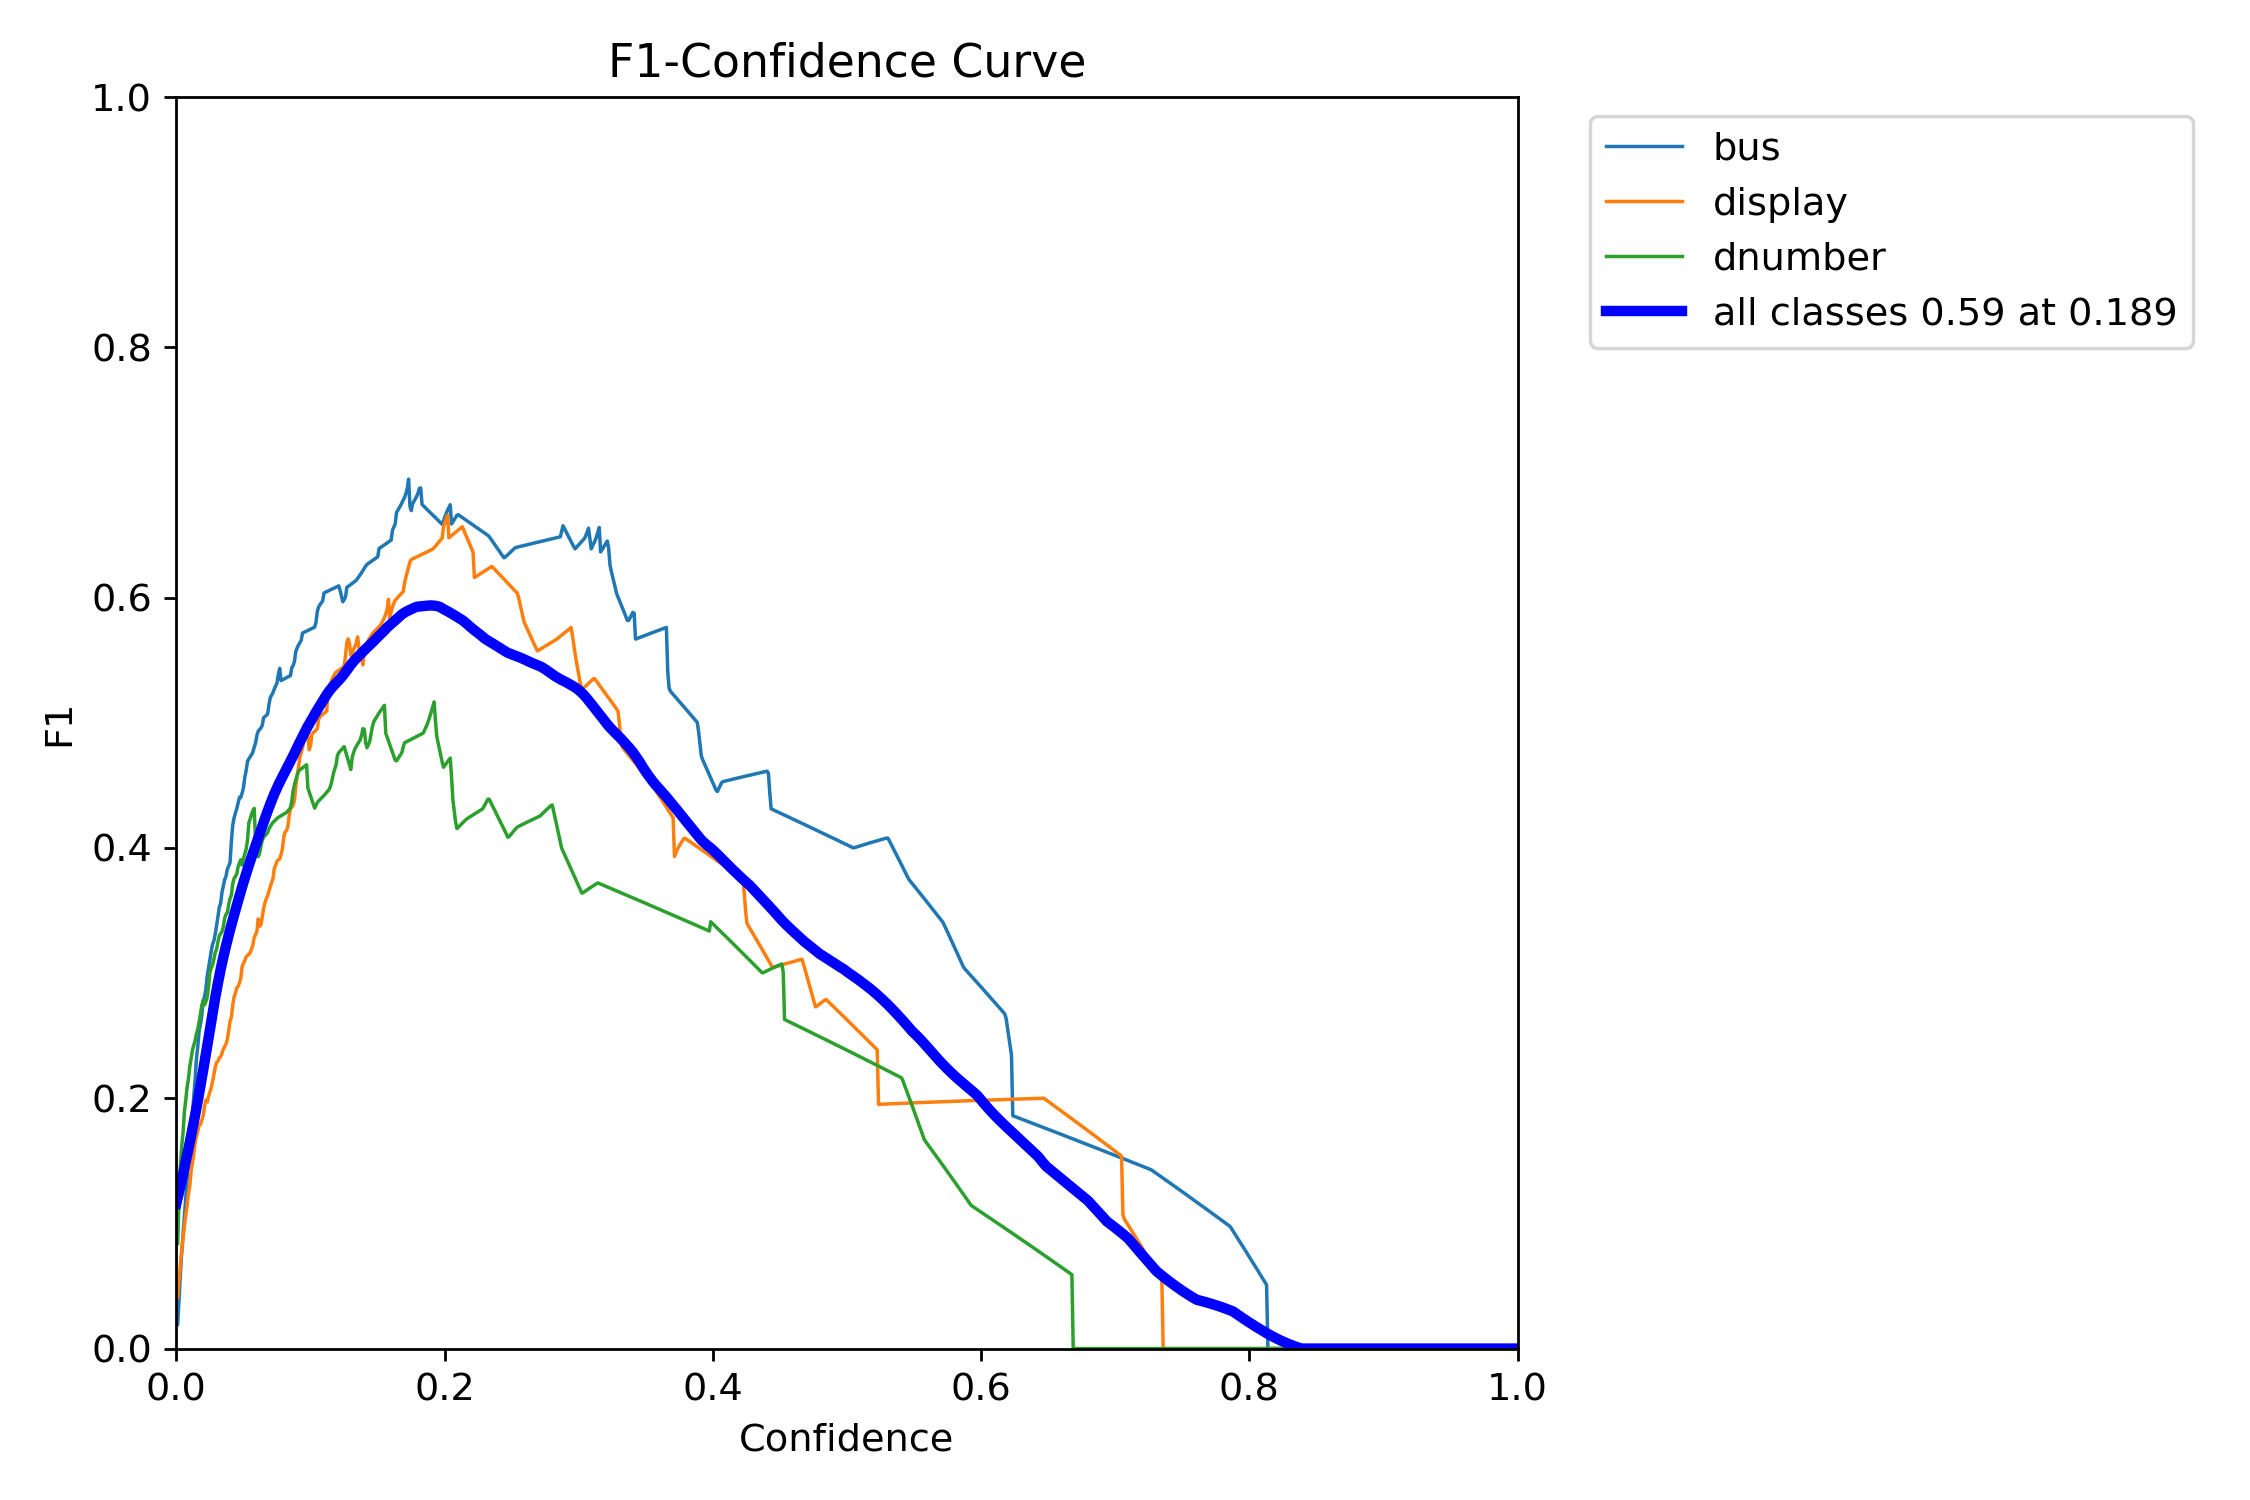 F1-Confidence Curve
1.0
0.8
0.6
0.4
0.2
0.0
F1
0.0 0.2 0.4 0.6 0.8 1.0
Confidence
bus
display
dnumber
all classes 0.59 at 0.189